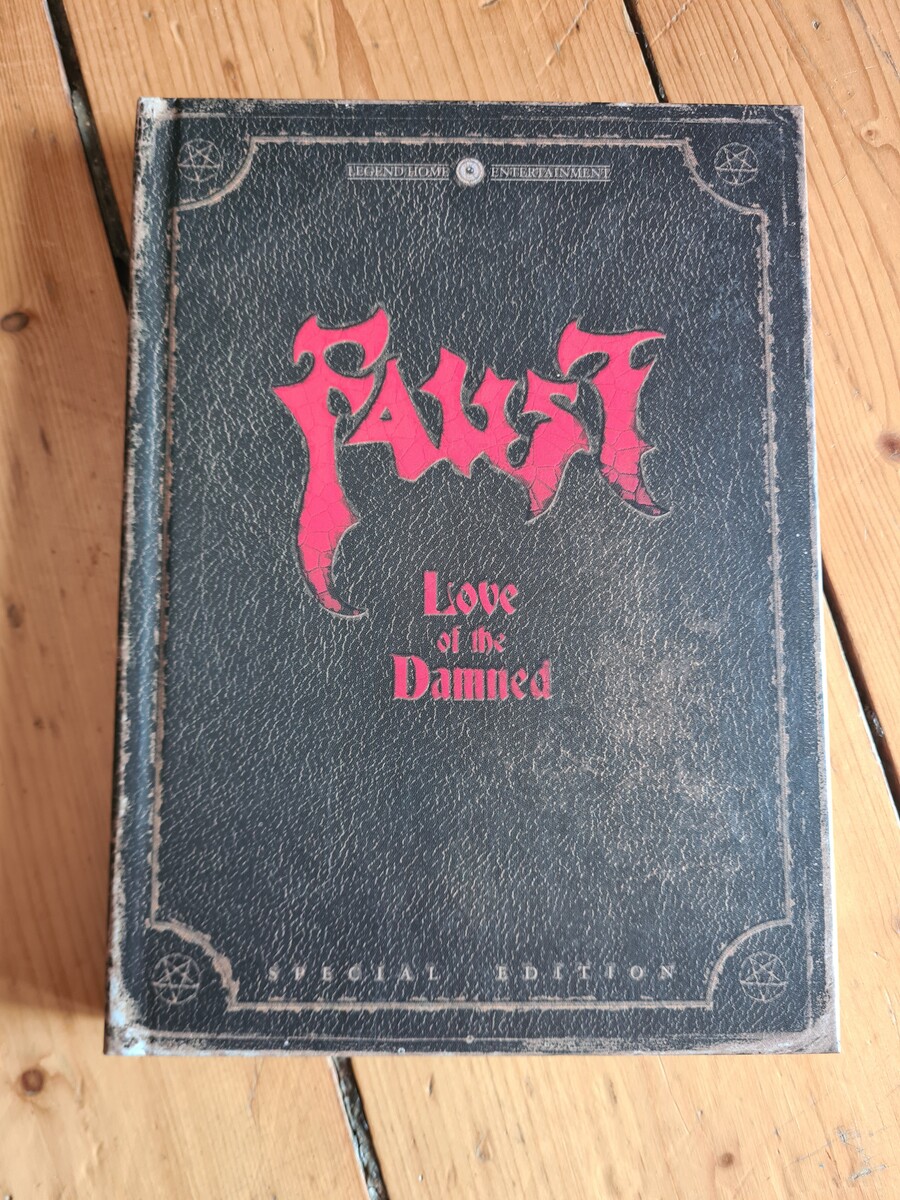 LEGEND HOME ENTERTAINMENT
FAUST
Love
of the
Damned
SPECIAL EDITION